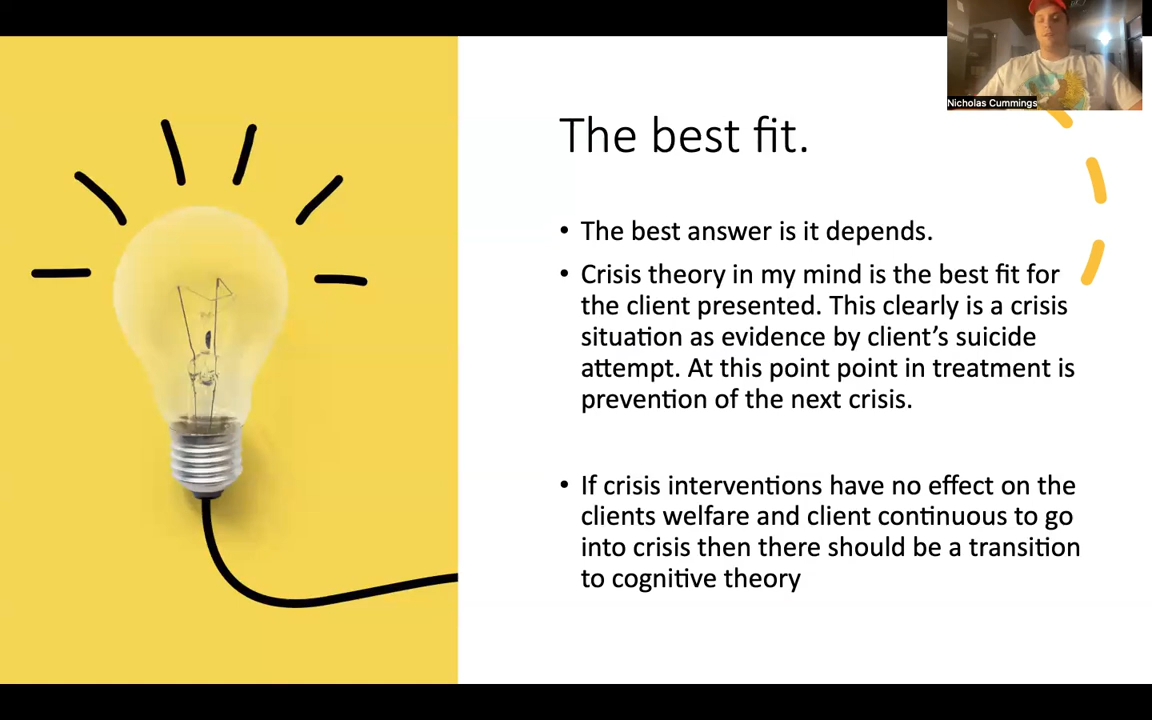 Nicholas Cummings
The best fit.
• The best answer is it depends.
• Crisis theory in my mind is the best fit for
the client presented. This clearly is a crisis
situation as evidence by client’s suicide
attempt. At this point point in treatment is
prevention of the next crisis.
• If crisis interventions have no effect on the
clients welfare and client continuous to go
into crisis then there should be a transition
to cognitive theory